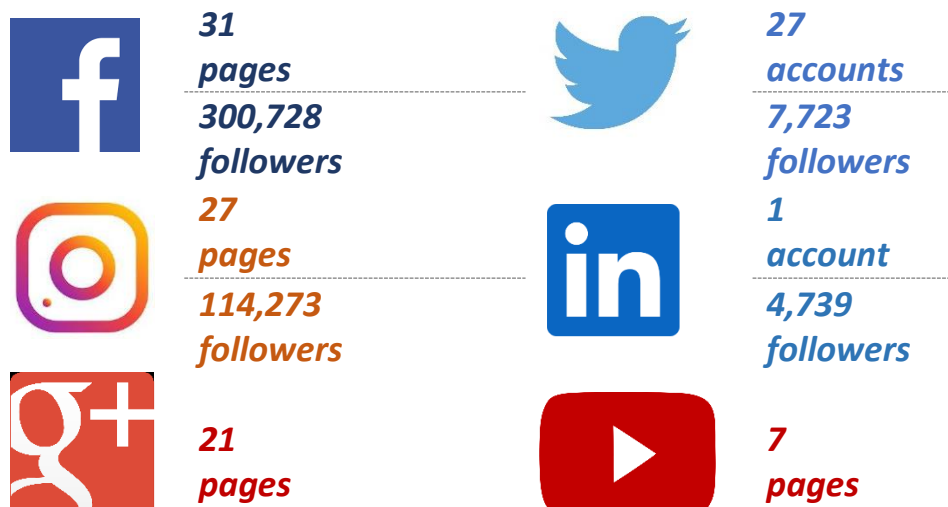 31
pages
300,728
followers
27
accounts
7,723
followers
27
pages
114,273
followers
in
1
account
4,739
followers
g+
21
pages
7
pages